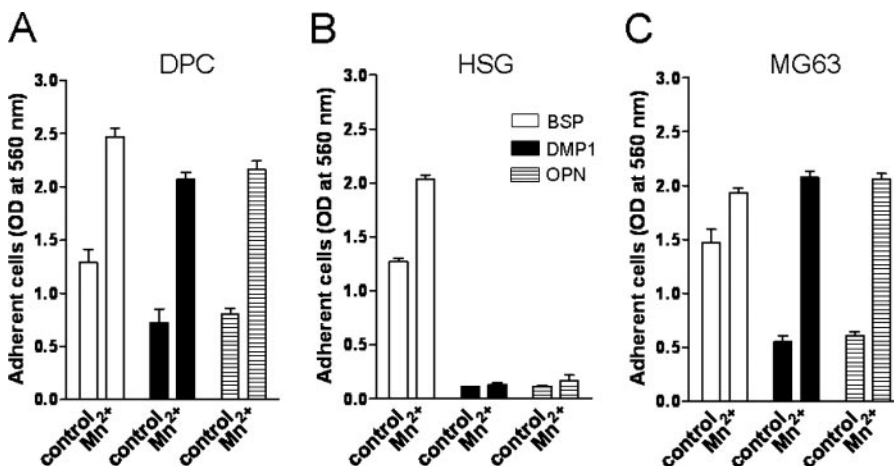 A
DPC
Adherent cells (OD at 560 nm)
3.0
2.5
2.0
1.5
1.0
0.5
0.0
control
Mn2+
control
Mn2+
control
Mn2+
B
HSG
Adherent cells (OD at 560 nm)
3.0
2.5
2.0
1.5
1.0
0.5
0.0
BSP
DMP1
OPN
control
Mn2+
control
Mn2+
control
Mn2+
C
MG63
Adherent cells (OD at 560 nm)
3.0
2.5
2.0
1.5
1.0
0.5
0.0
control
Mn2+
control
Mn2+
control
Mn2+